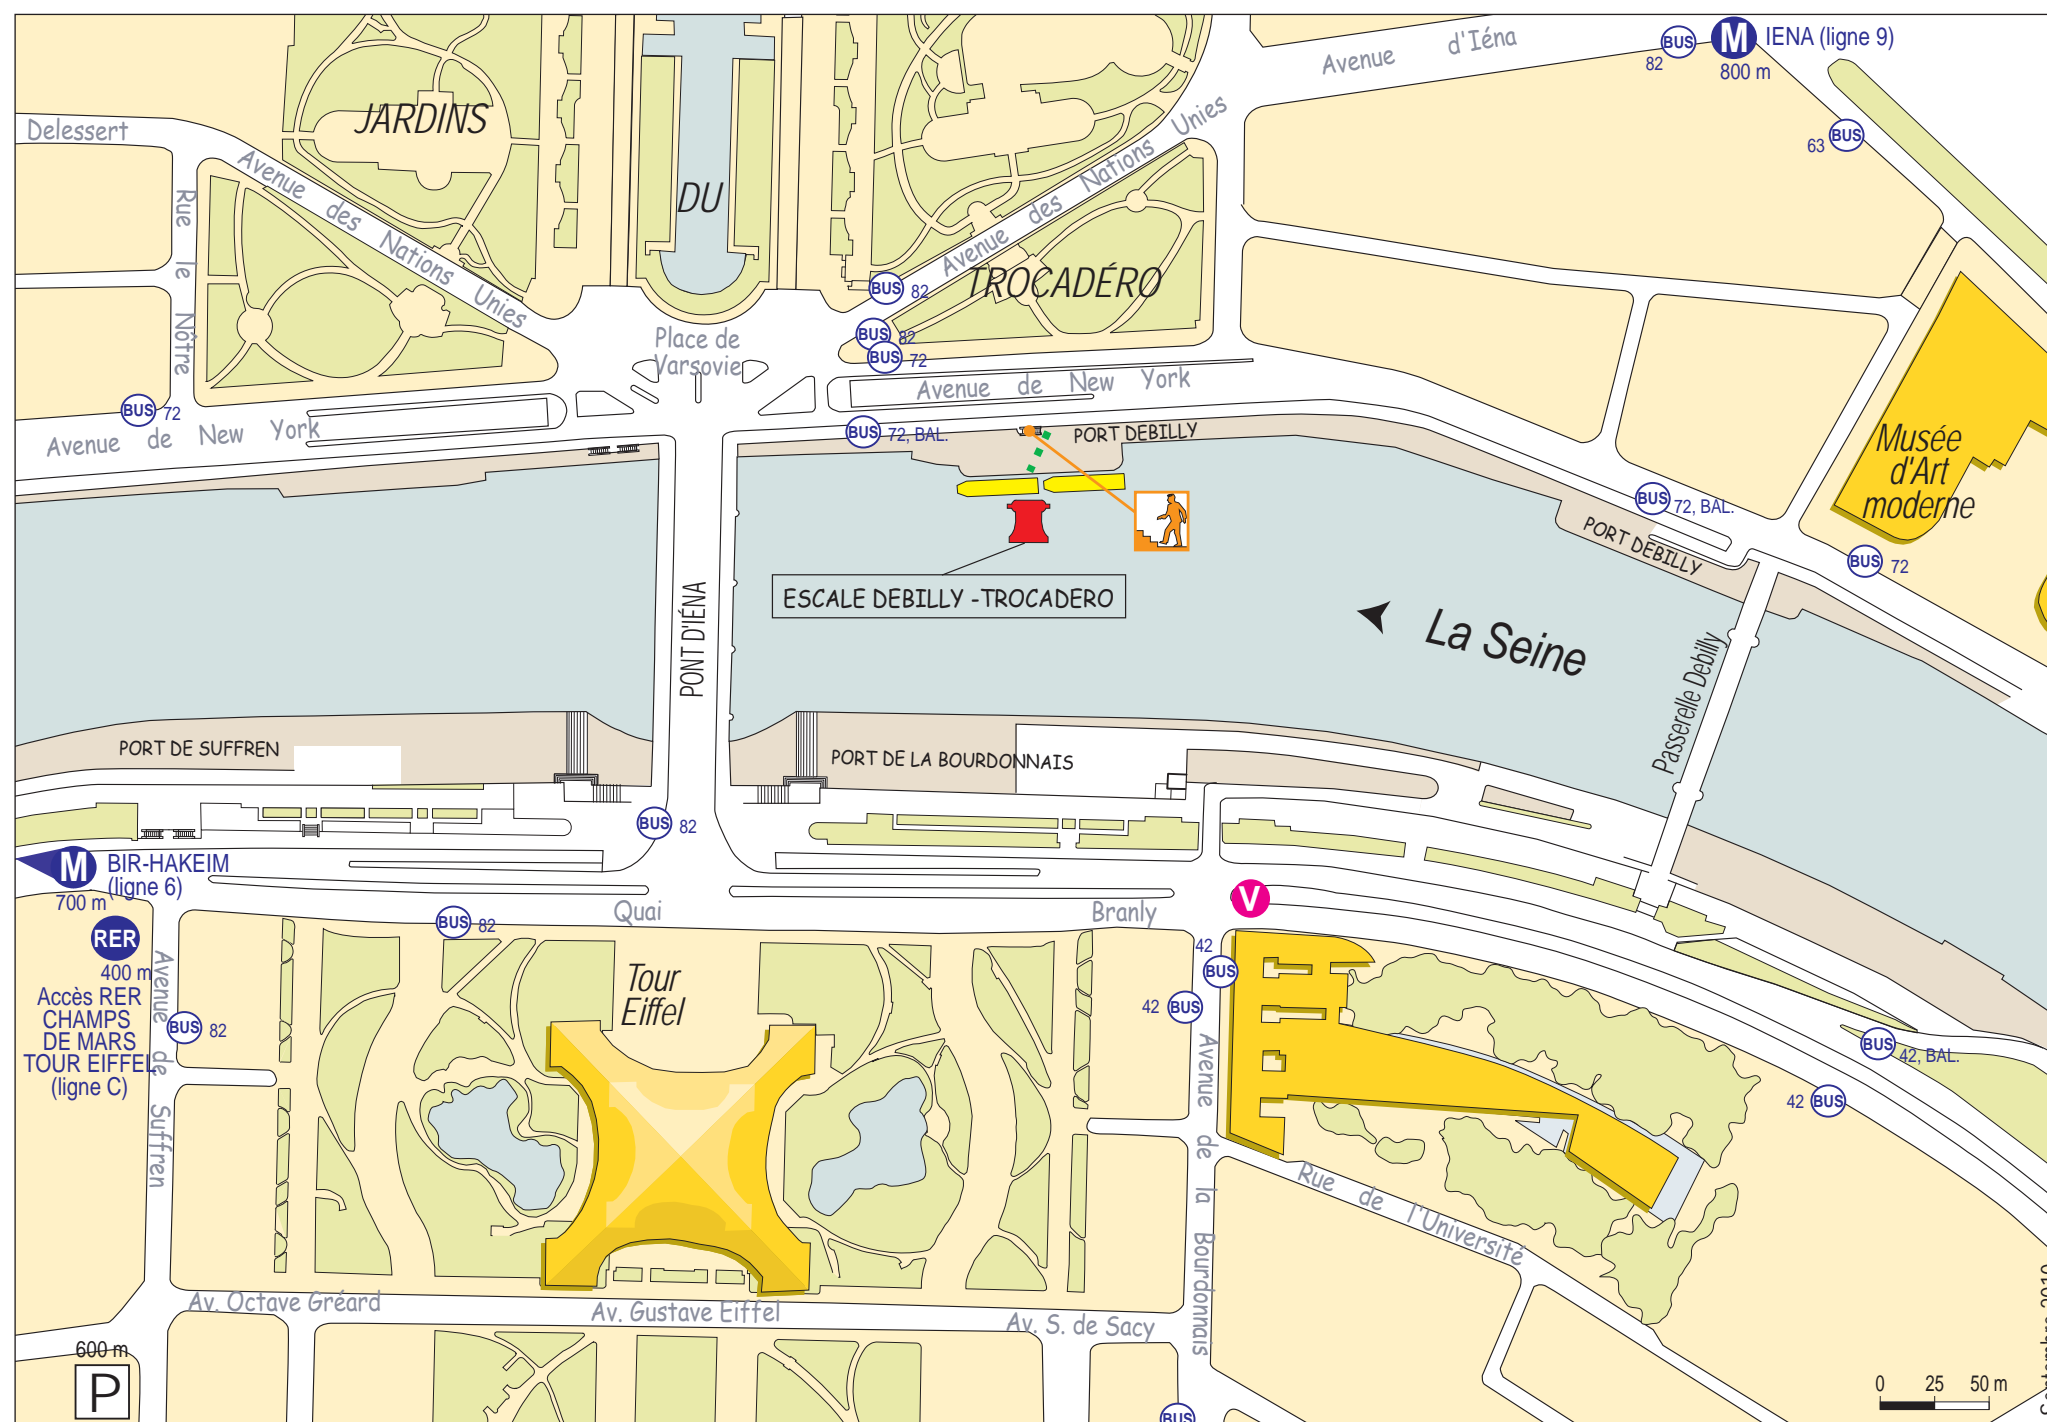 BUS
82
M
IENA (ligne 9)
800 m
Avenue d'Iéna
63
BUS
Delessert
JARDINS
DU
TROCADÉRO
Avenue des Nations Unies
Avenue des Nations Unies
Rue le Nôtre
BUS
82
BUS
82
BUS
72
Place de
Varsovie
Avenue de New York
BUS
72
Avenue de New York
BUS
72, BAL.
PORT DEBILLY
Musée
d'Art
moderne
BUS
72, BAL.
PORT DEBILLY
BUS
72
ESCALE DEBILLY -TROCADERO
PONT D'IÉNA
La Seine
Passerelle Debilly
PORT DE SUFFREN
PORT DE LA BOURDONNAIS
BUS
82
M
BIR-HAKEIM
(ligne 6)
700 m
V
Quai Branly
BUS
82
RER
400 m
Accès RER
CHAMPS
DE MARS
TOUR EIFFEL
(ligne C)
Avenue de Suffren
BUS
82
Tour
Eiffel
42
BUS
42
BUS
Avenue de la Bourdonnais
BUS
42, BAL.
42
BUS
Rue de l'Université
Av. Octave Gréard
Av. Gustave Eiffel
Av. S. de Sacy
600 m
P
BUS
0 25 50 m